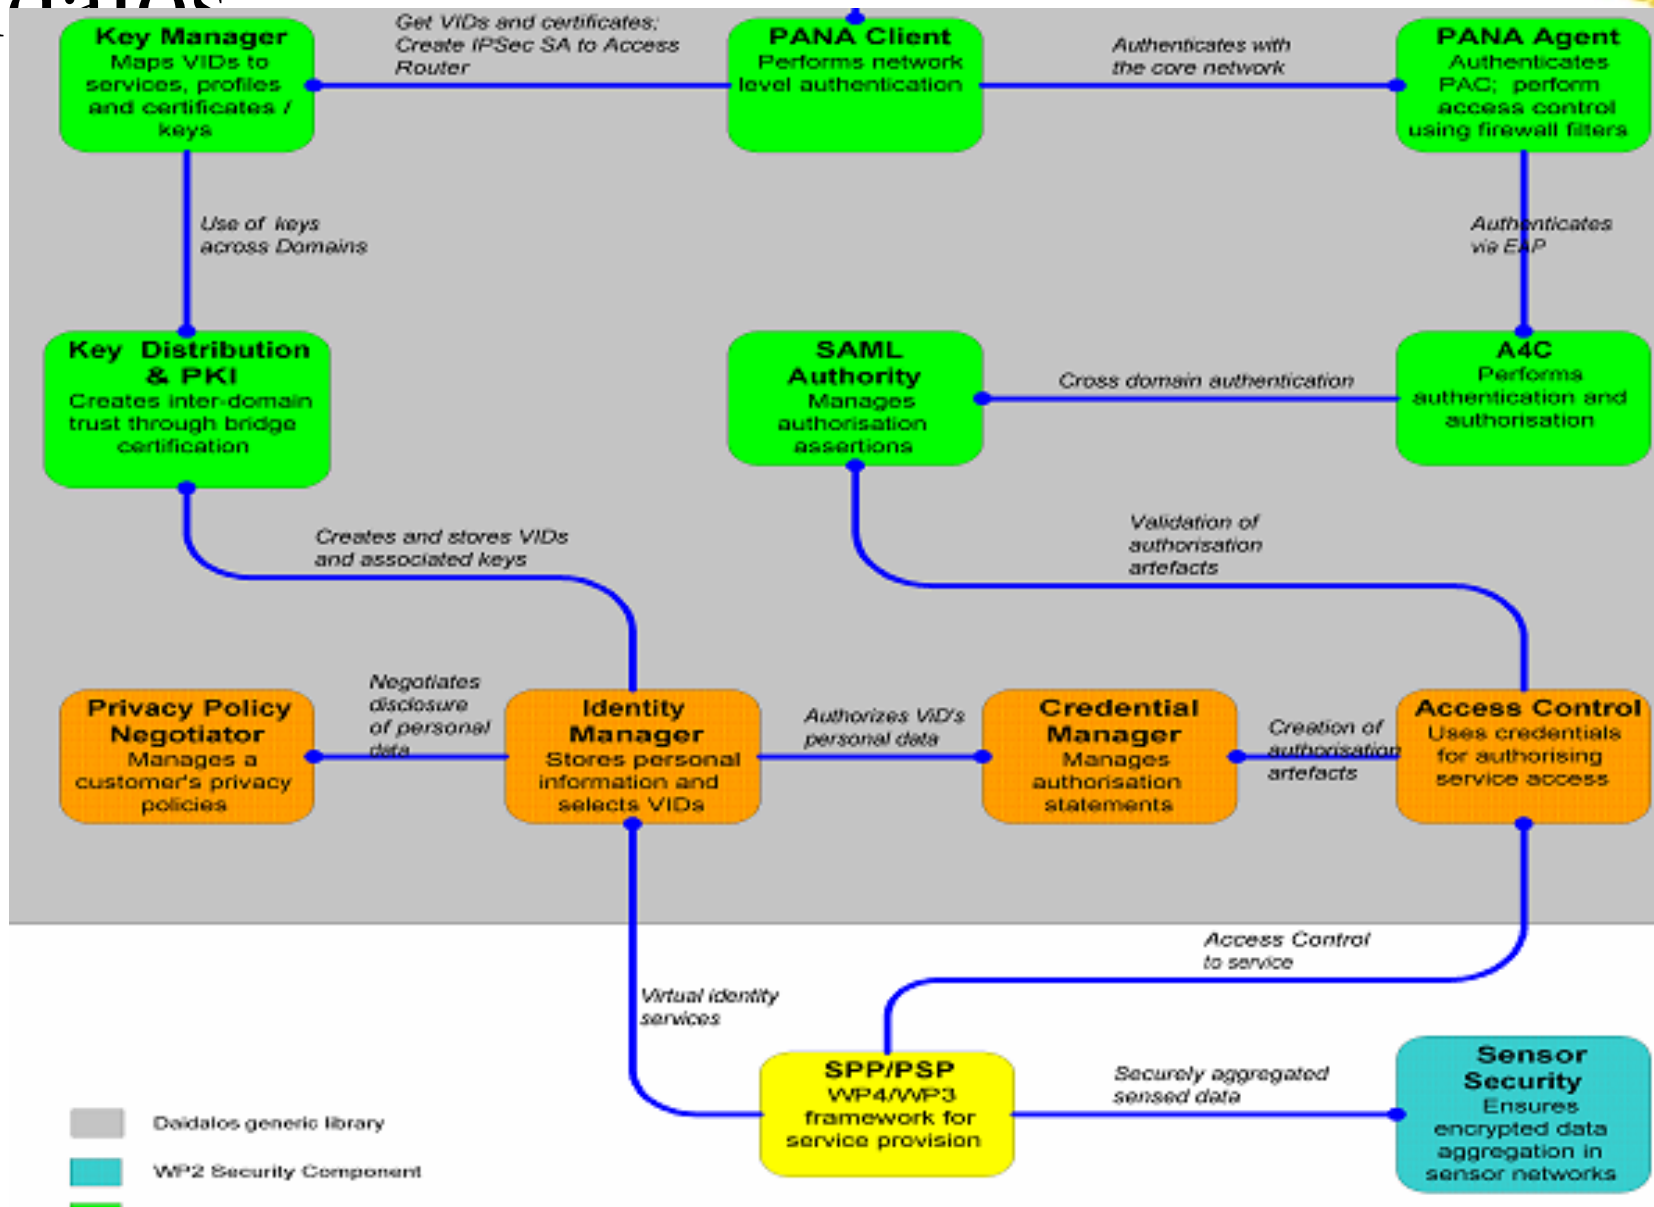 Key Manager
Maps VIDs to
services, profiles
and certificates /
keys
Get VIDs and certificates;
Create IPSec SA to Access
Router
PANA Client
Performs network
level authentication
Authenticates with
the core network
PANA Agent
Authenticates
PAC; perform
access control
using firewall filters
Use of keys
across Domains
Authenticates
via EAP
Key Distribution
& PKI
Creates inter-domain
trust through bridge
certification
SAML
Authority
Manages
authorisation
assertions
Cross domain authentication
A4C
Performs
authentication and
authorisation
Creates and stores VIDs
and associated keys
Validation of
authorisation
artefacts
Privacy Policy
Negotiator
Manages a
customer's privacy
policies
Negotiates
disclosure
of personal
data
Identity
Manager
Stores personal
information and
selects VIDs
Authorizes ViD's
personal data
Credential
Manager
Manages
authorisation
statements
Creation of
authorisation
artefacts
Access Control
Uses credentials
for authorising
service access
Access Control
to service
Virtual identity
services
SPP/PSP
WP4/WP3
framework for
service provision
Securely aggregated
sensed data
Sensor
Security
Ensures
encrypted data
aggregation in
sensor networks
Daidalos generic library
WP2 Security Component